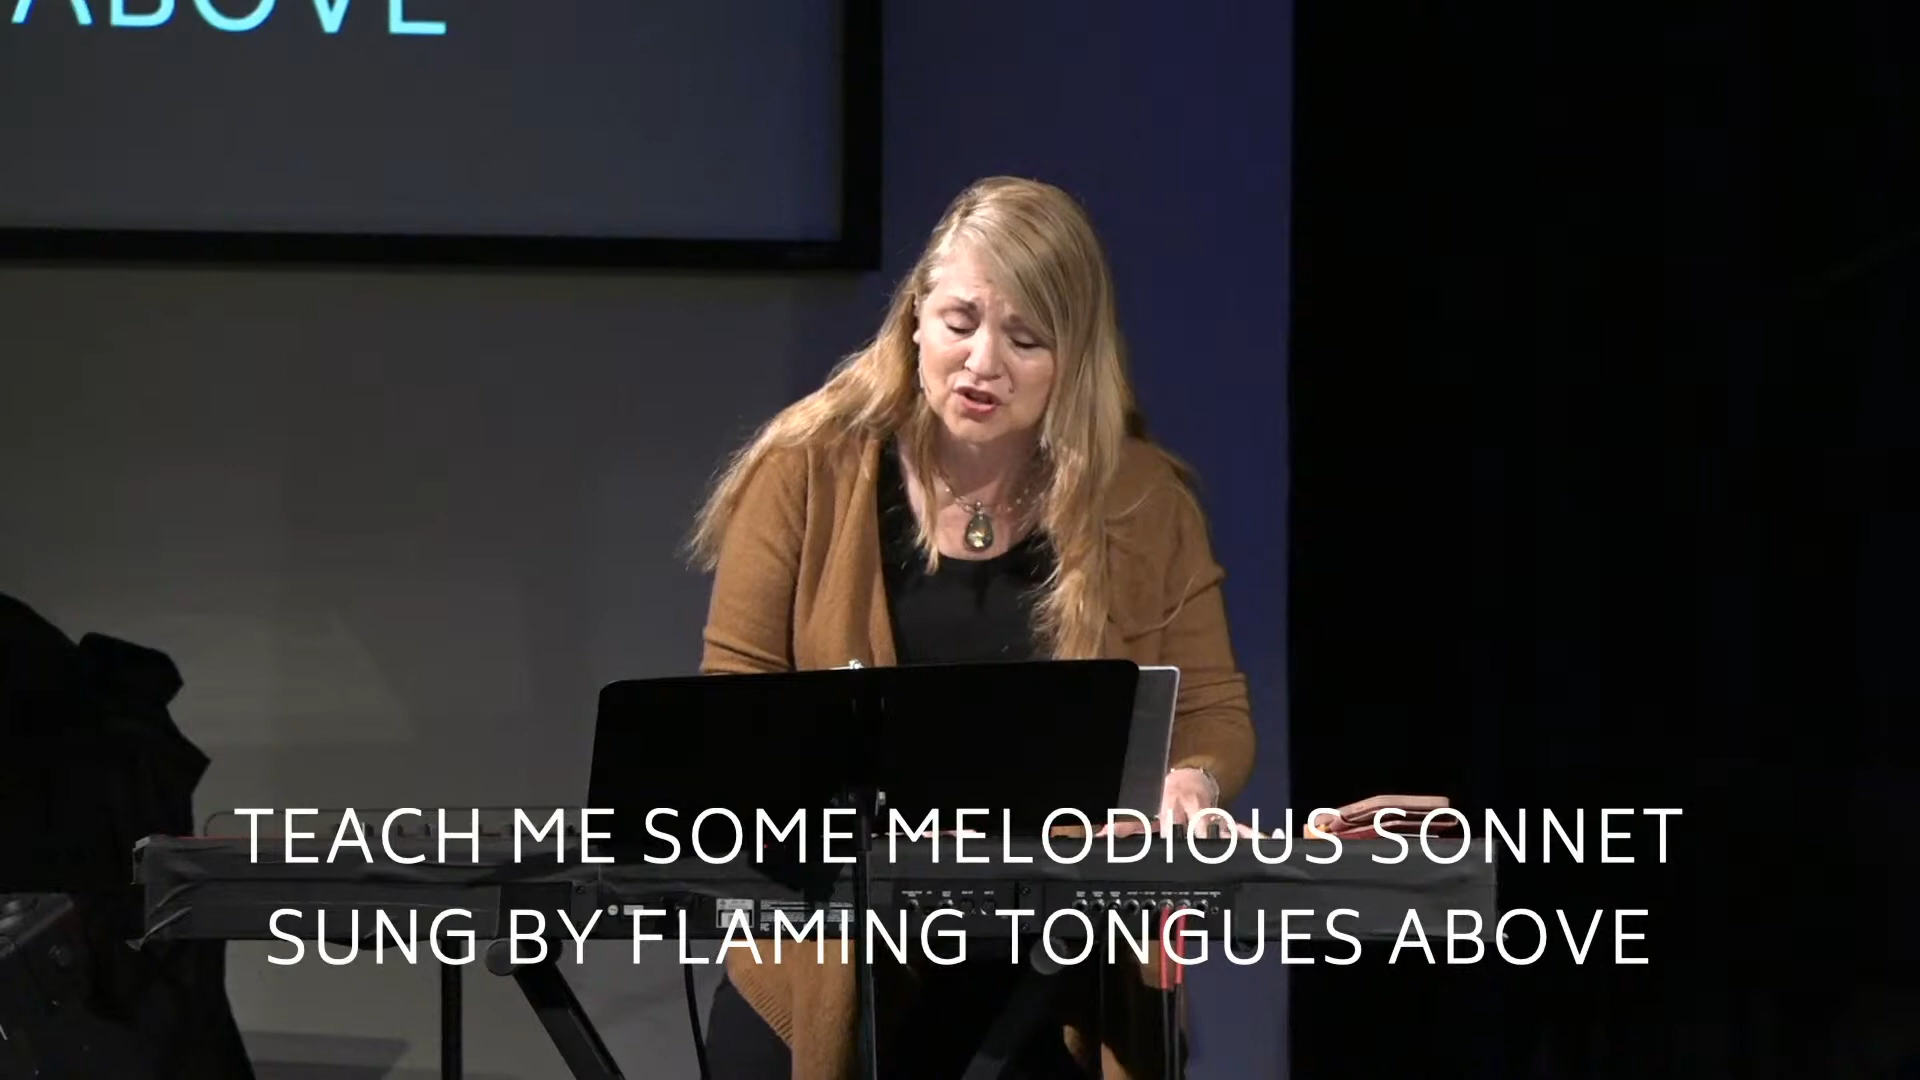 ABOVE
TEACH ME SOME MELODIOUS SONNET
SUNG BY FLAMING TONGUES ABOVE